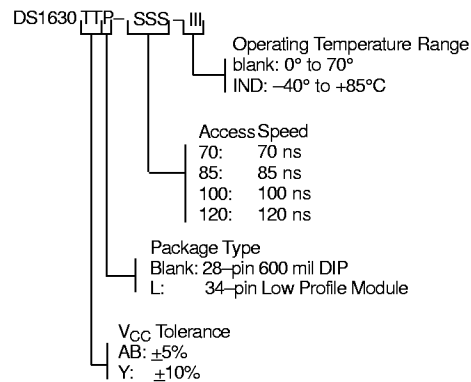 DS1630 TTP– SSS – III
Operating Temperature Range
blank: 0° to 70°
IND: –40° to +85°C
Access Speed
70: 70 ns
85: 85 ns
100: 100 ns
120: 120 ns
Package Type
Blank: 28–pin 600 mil DIP
L: 34–pin Low Profile Module
VCC Tolerance
AB: ±5%
Y: ±10%